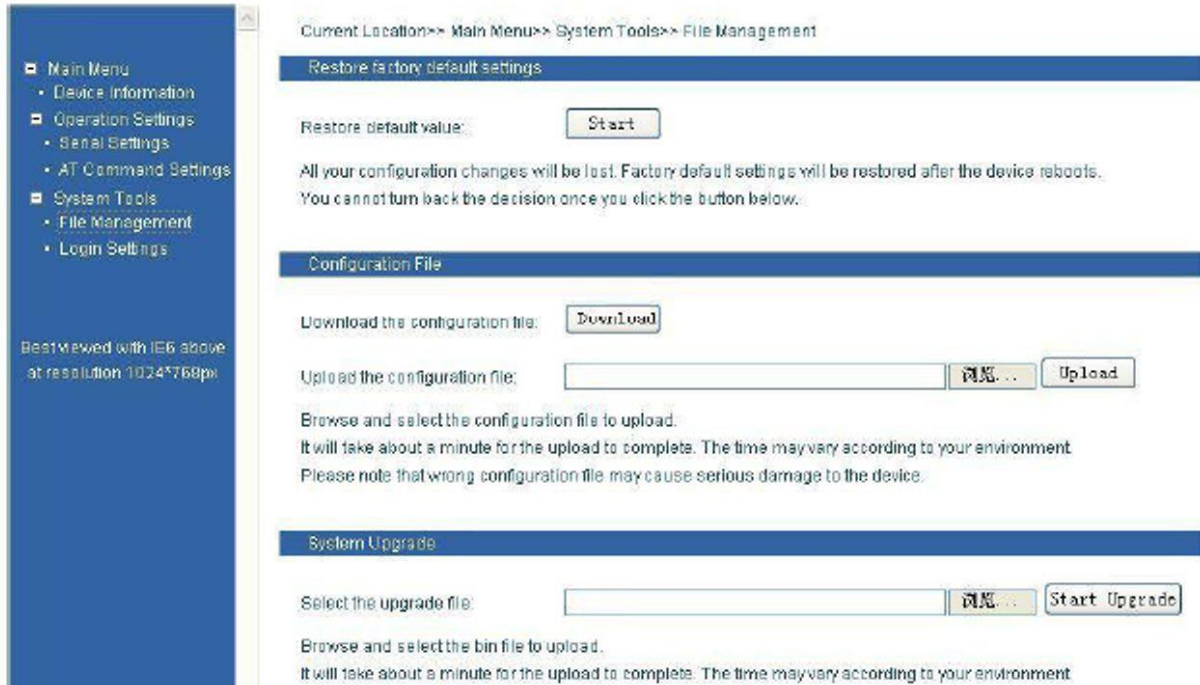 Main Menu
Device Information
Operation Settings
Serial Settings
AT Command Settings
System Tools
File Management
Login Settings
Best viewed with IE6 above
at resolution 1024*768px
Current Location>> Main Menu>> System Tools>> File Management
Restore factory default settings
Restore default value: Start
All your configuration changes will be lost. Factory default settings will be restored after the device reboots.
You cannot turn back the decision once you click the button below.
Configuration File
Download the configuration file: Download
Upload the configuration file: 浏览... Upload
Browse and select the configuration file to upload.
It will take about a minute for the upload to complete. The time may vary according to your environment.
Please note that wrong configuration file may cause serious damage to the device.
System Upgrade
Select the upgrade file: 浏览... Start Upgrade
Browse and select the bin file to upload.
It will take about a minute for the upload to complete. The time may vary according to your environment.